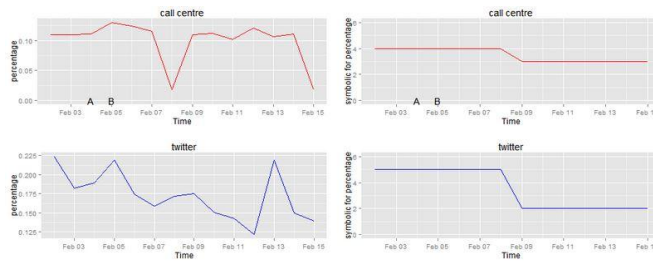 call centre
percentage
0.10
0.05
0.00
A B
Feb 03 Feb 05 Feb 07 Feb 09 Feb 11 Feb 13 Feb 15
Time
call centre
symbolic for percentage
6
4
2
0
A B
Feb 03 Feb 05 Feb 07 Feb 09 Feb 11 Feb 13 Feb 1
Time
twitter
percentage
0.225
0.200
0.175
0.150
0.125
Feb 03 Feb 05 Feb 07 Feb 09 Feb 11 Feb 13 Feb 15
Time
twitter
symbolic for percentage
6
4
2
0
Feb 03 Feb 05 Feb 07 Feb 09 Feb 11 Feb 13 Feb 1
Time